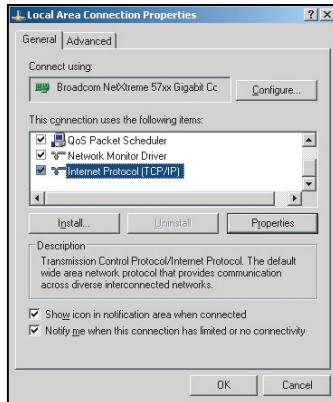 Local Area Connection Properties
General Advanced
Connect using:
Broadcom NetXtreme 57xx Gigabit Cc Configure...
This connection uses the following items:
QoS Packet Scheduler
Network Monitor Driver
Internet Protocol (TCP/IP)
Install... Uninstall Properties
Description
Transmission Control Protocol/Internet Protocol. The default
wide area network protocol that provides communication
across diverse interconnected networks.
Show icon in notification area when connected
Notify me when this connection has limited or no connectivity
OK Cancel